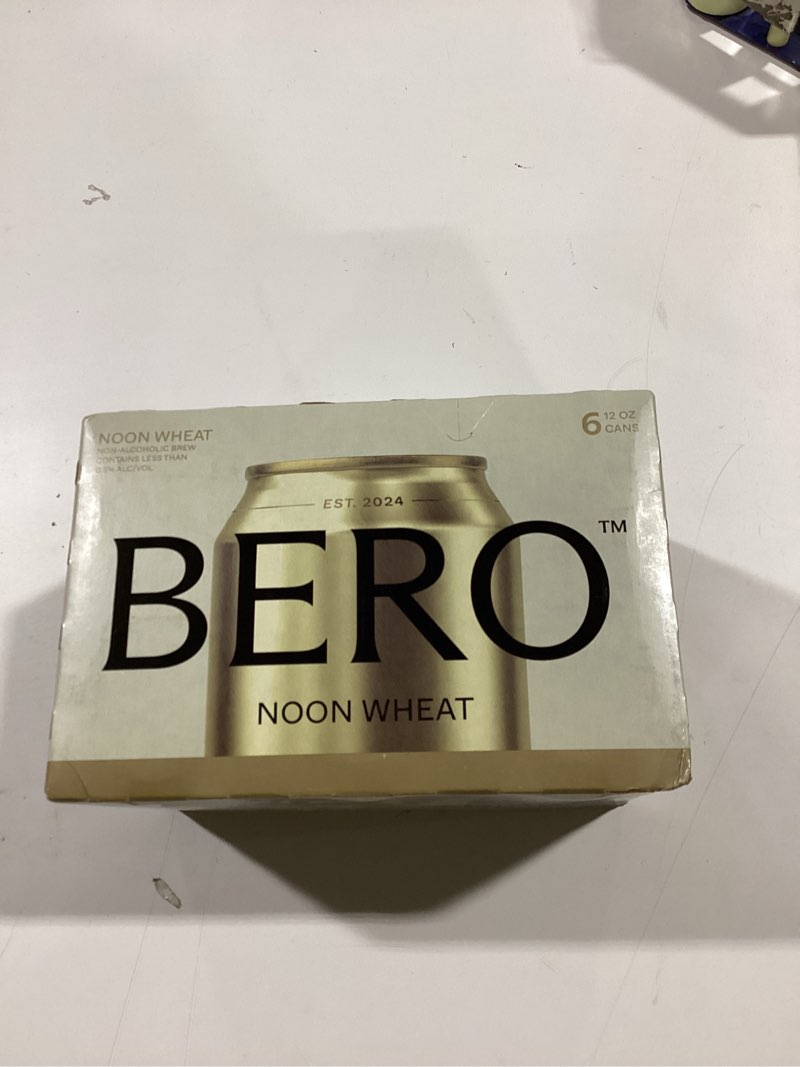 NOON WHEAT
NON-ALCOHOLIC BREW
CONTAINS LESS THAN
0.5% ALC/VOL
6 12 OZ
CANS
EST. 2024
BERO™
NOON WHEAT